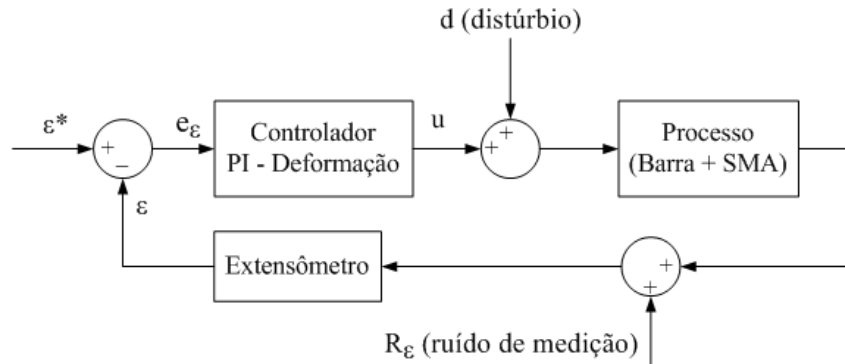 d (distúrbio)
ε*
+
−
e_ε
Controlador
PI - Deformação
u
+
+
Processo
(Barra + SMA)
ε
Extensômetro
+
+
R_ε (ruído de medição)